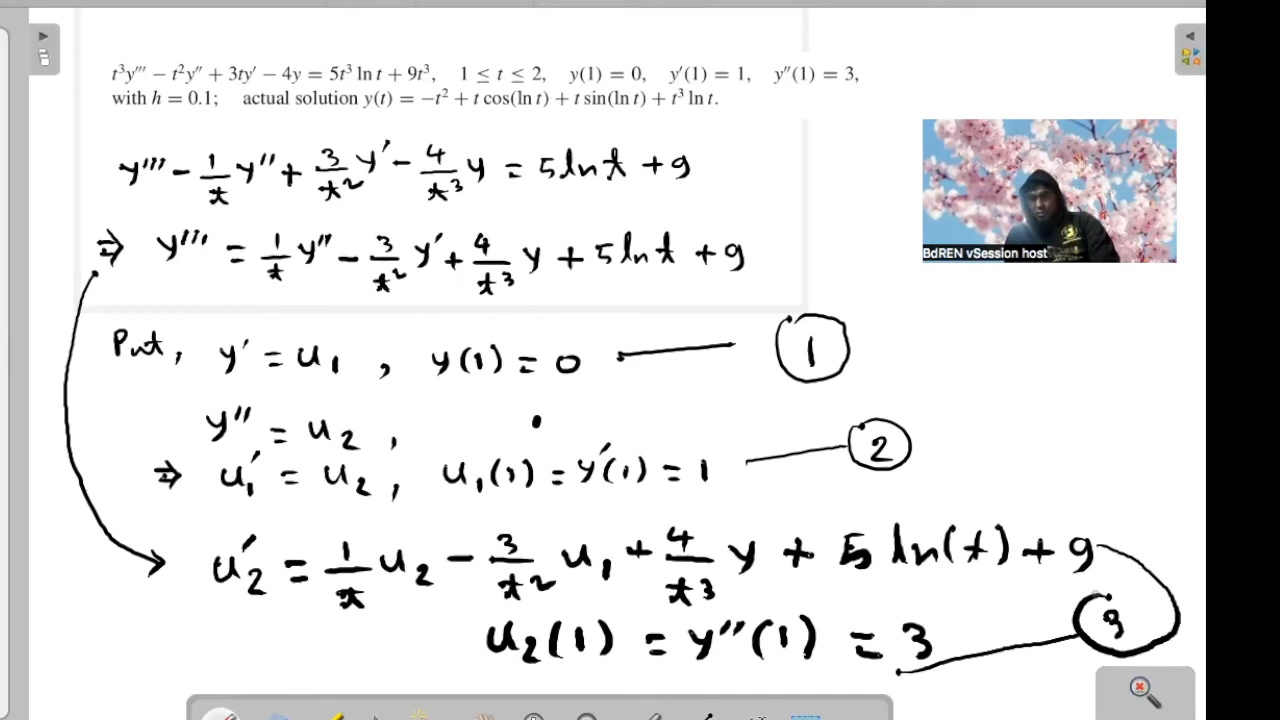 t³y''' − t²y'' + 3ty' − 4y = 5t³ ln t + 9t³, 1 ≤ t ≤ 2, y(1) = 0, y'(1) = 1, y''(1) = 3,
with h = 0.1; actual solution y(t) = −t² + t cos(ln t) + t sin(ln t) + t³ ln t.
y''' - 1/t y'' + 3/t² y' - 4/t³ y = 5 ln t + 9
⇒ y''' = 1/t y'' - 3/t² y' + 4/t³ y + 5 ln t + 9
BdREN vSession host
Put, y' = u₁, y(1) = 0 1
y'' = u₂,
⇒ u₁' = u₂, u₁(1) = y'(1) = 1 2
u₂' = 1/t u₂ - 3/t² u₁ + 4/t³ y + 5 ln(t) + 9
u₂(1) = y''(1) = 3 3